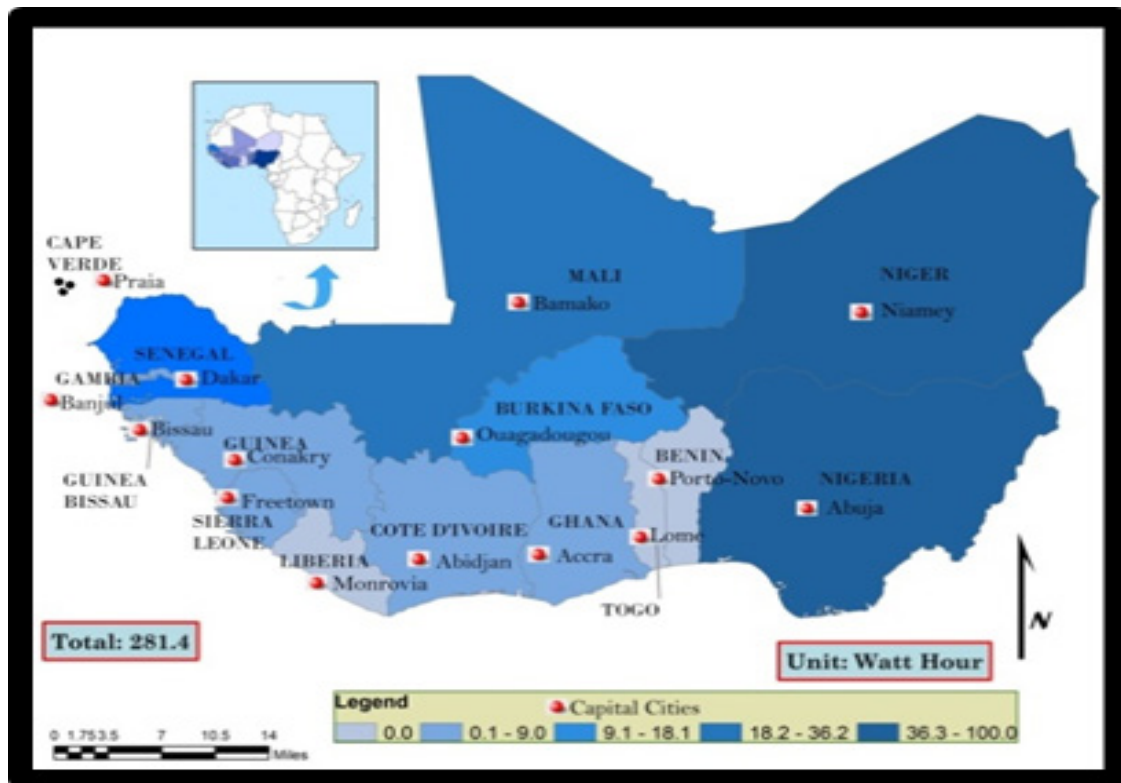 CAPE
VERDE
Praia
MALI
Bamako
NIGER
Niamey
SENEGAL
Dakar
GAMBIA
Banjul
BURKINA FASO
Ouagadougou
Bissau
GUINEA
Conakry
GUINEA
BISSAU
BENIN
Porto-Novo
NIGERIA
Abuja
Freetown
SIERRA
LEONE
COTE D'IVOIRE
Abidjan
GHANA
Accra
Lome
LIBERIA
Monrovia
TOGO
N
Total: 281.4
Unit: Watt Hour
Legend
Capital Cities
0.0 0.1 - 9.0 9.1 - 18.1 18.2 - 36.2 36.3 - 100.0
0 1.75 3.5 7 10.5 14
Miles